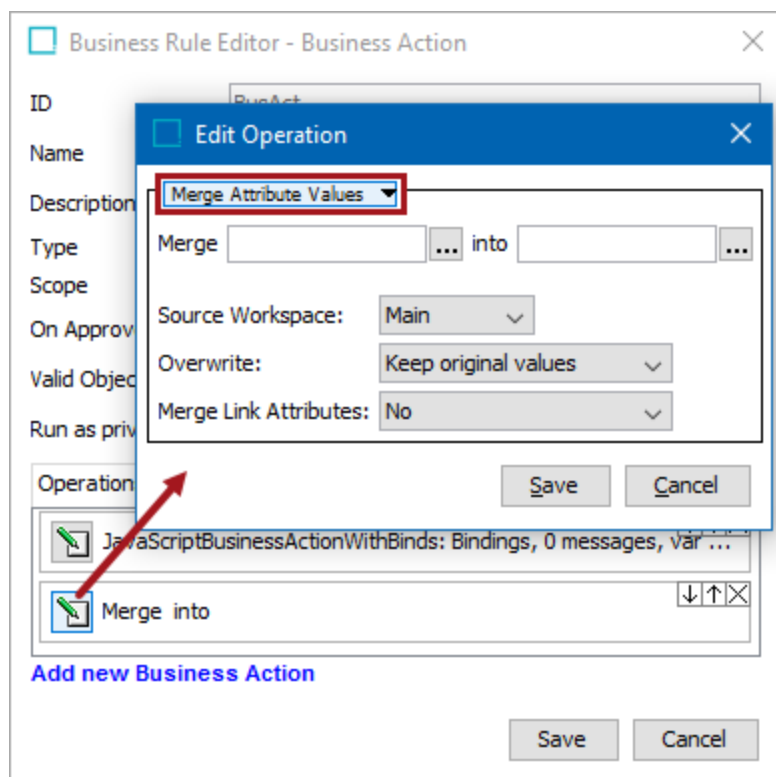 Business Rule Editor - Business Action
ID
BusAct
Edit Operation
Name
Merge Attribute Values
Description
Type
Merge ... into ...
Scope
Source Workspace: Main
On Approv
Overwrite: Keep original values
Valid Objec
Merge Link Attributes: No
Run as priv
Save Cancel
Operation
JavaScriptBusinessActionWithBinds: Bindings, 0 messages, var ...
Merge into
Add new Business Action
Save Cancel